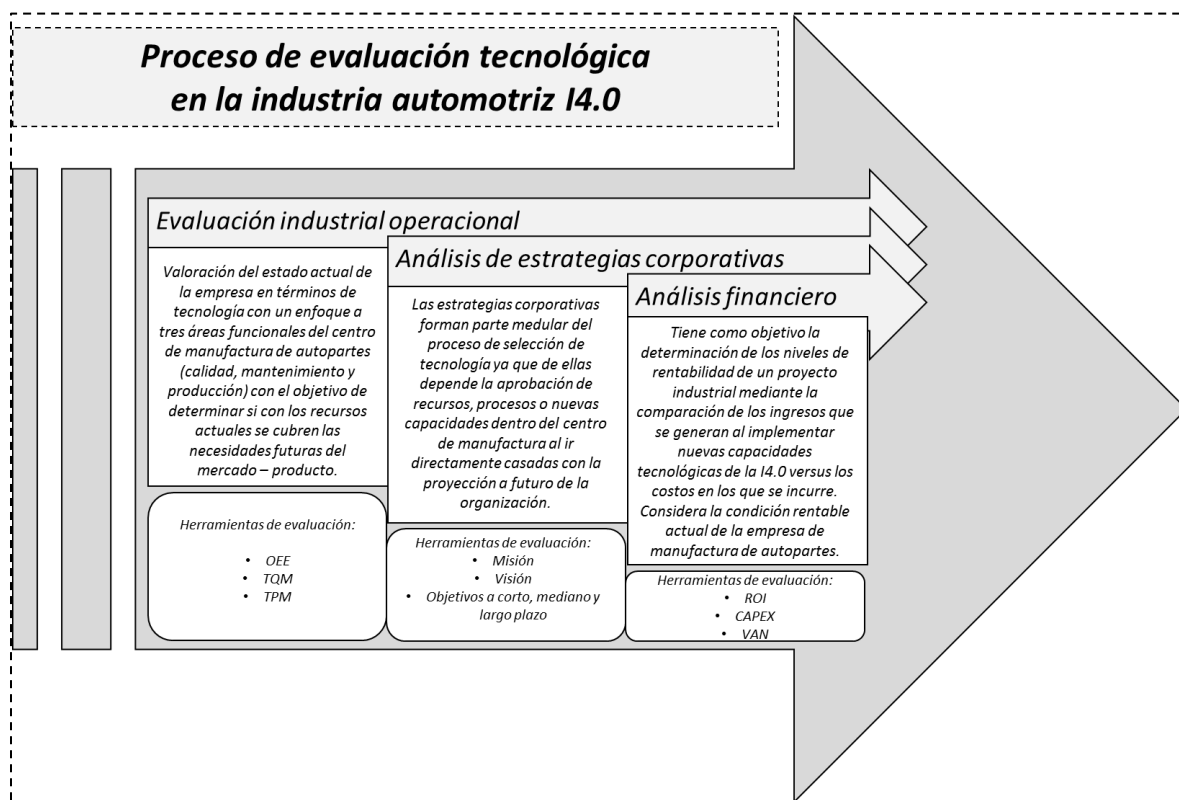 Proceso de evaluación tecnológica
en la industria automotriz I4.0
Evaluación industrial operacional
Valoración del estado actual de
la empresa en términos de
tecnología con un enfoque a
tres áreas funcionales del centro
de manufactura de autopartes
(calidad, mantenimiento y
producción) con el objetivo de
determinar si con los recursos
actuales se cubren las
necesidades futuras del
mercado – producto.
Herramientas de evaluación:
• OEE
• TQM
• TPM
Análisis de estrategias corporativas
Las estrategias corporativas
forman parte medular del
proceso de selección de
tecnología ya que de ellas
depende la aprobación de
recursos, procesos o nuevas
capacidades dentro del centro
de manufactura al ir
directamente casadas con la
proyección a futuro de la
organización.
Herramientas de evaluación:
• Misión
• Visión
• Objetivos a corto, mediano y
largo plazo
Análisis financiero
Tiene como objetivo la
determinación de los niveles de
rentabilidad de un proyecto
industrial mediante la
comparación de los ingresos que
se generan al implementar
nuevas capacidades
tecnológicas de la I4.0 versus los
costos en los que se incurre.
Considera la condición rentable
actual de la empresa de
manufactura de autopartes.
Herramientas de evaluación:
• ROI
• CAPEX
• VAN